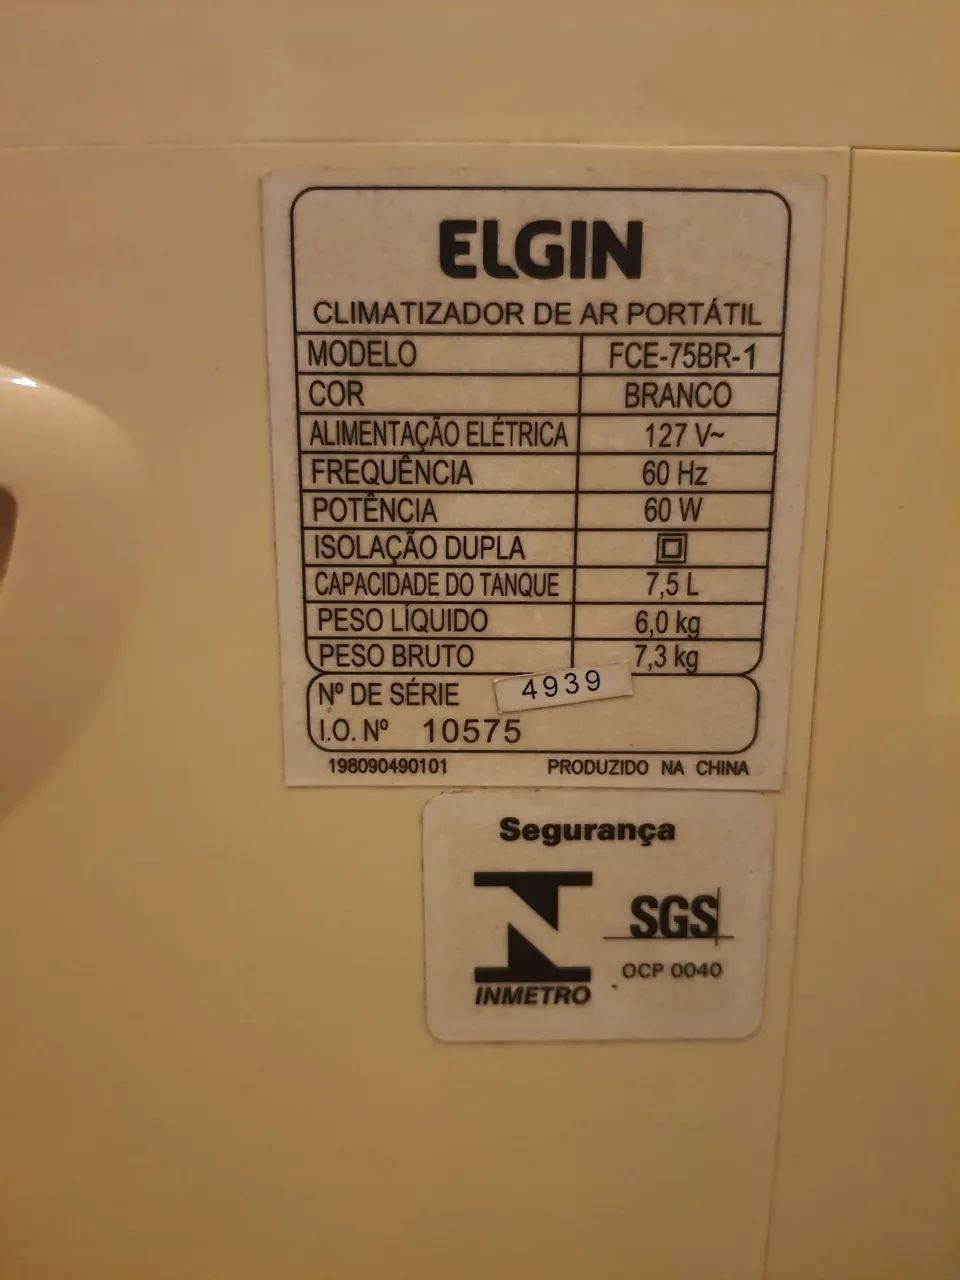 ELGIN
CLIMATIZADOR DE AR PORTÁTIL
MODELO FCE-75BR-1
COR BRANCO
ALIMENTAÇÃO ELÉTRICA 127 V~
FREQUÊNCIA 60 Hz
POTÊNCIA 60 W
ISOLAÇÃO DUPLA
CAPACIDADE DO TANQUE 7,5 L
PESO LÍQUIDO 6,0 kg
PESO BRUTO 7,3 kg
Nº DE SÉRIE 4939
I.O. Nº 10575
198090490101 PRODUZIDO NA CHINA
Segurança
SGS
OCP 0040
INMETRO